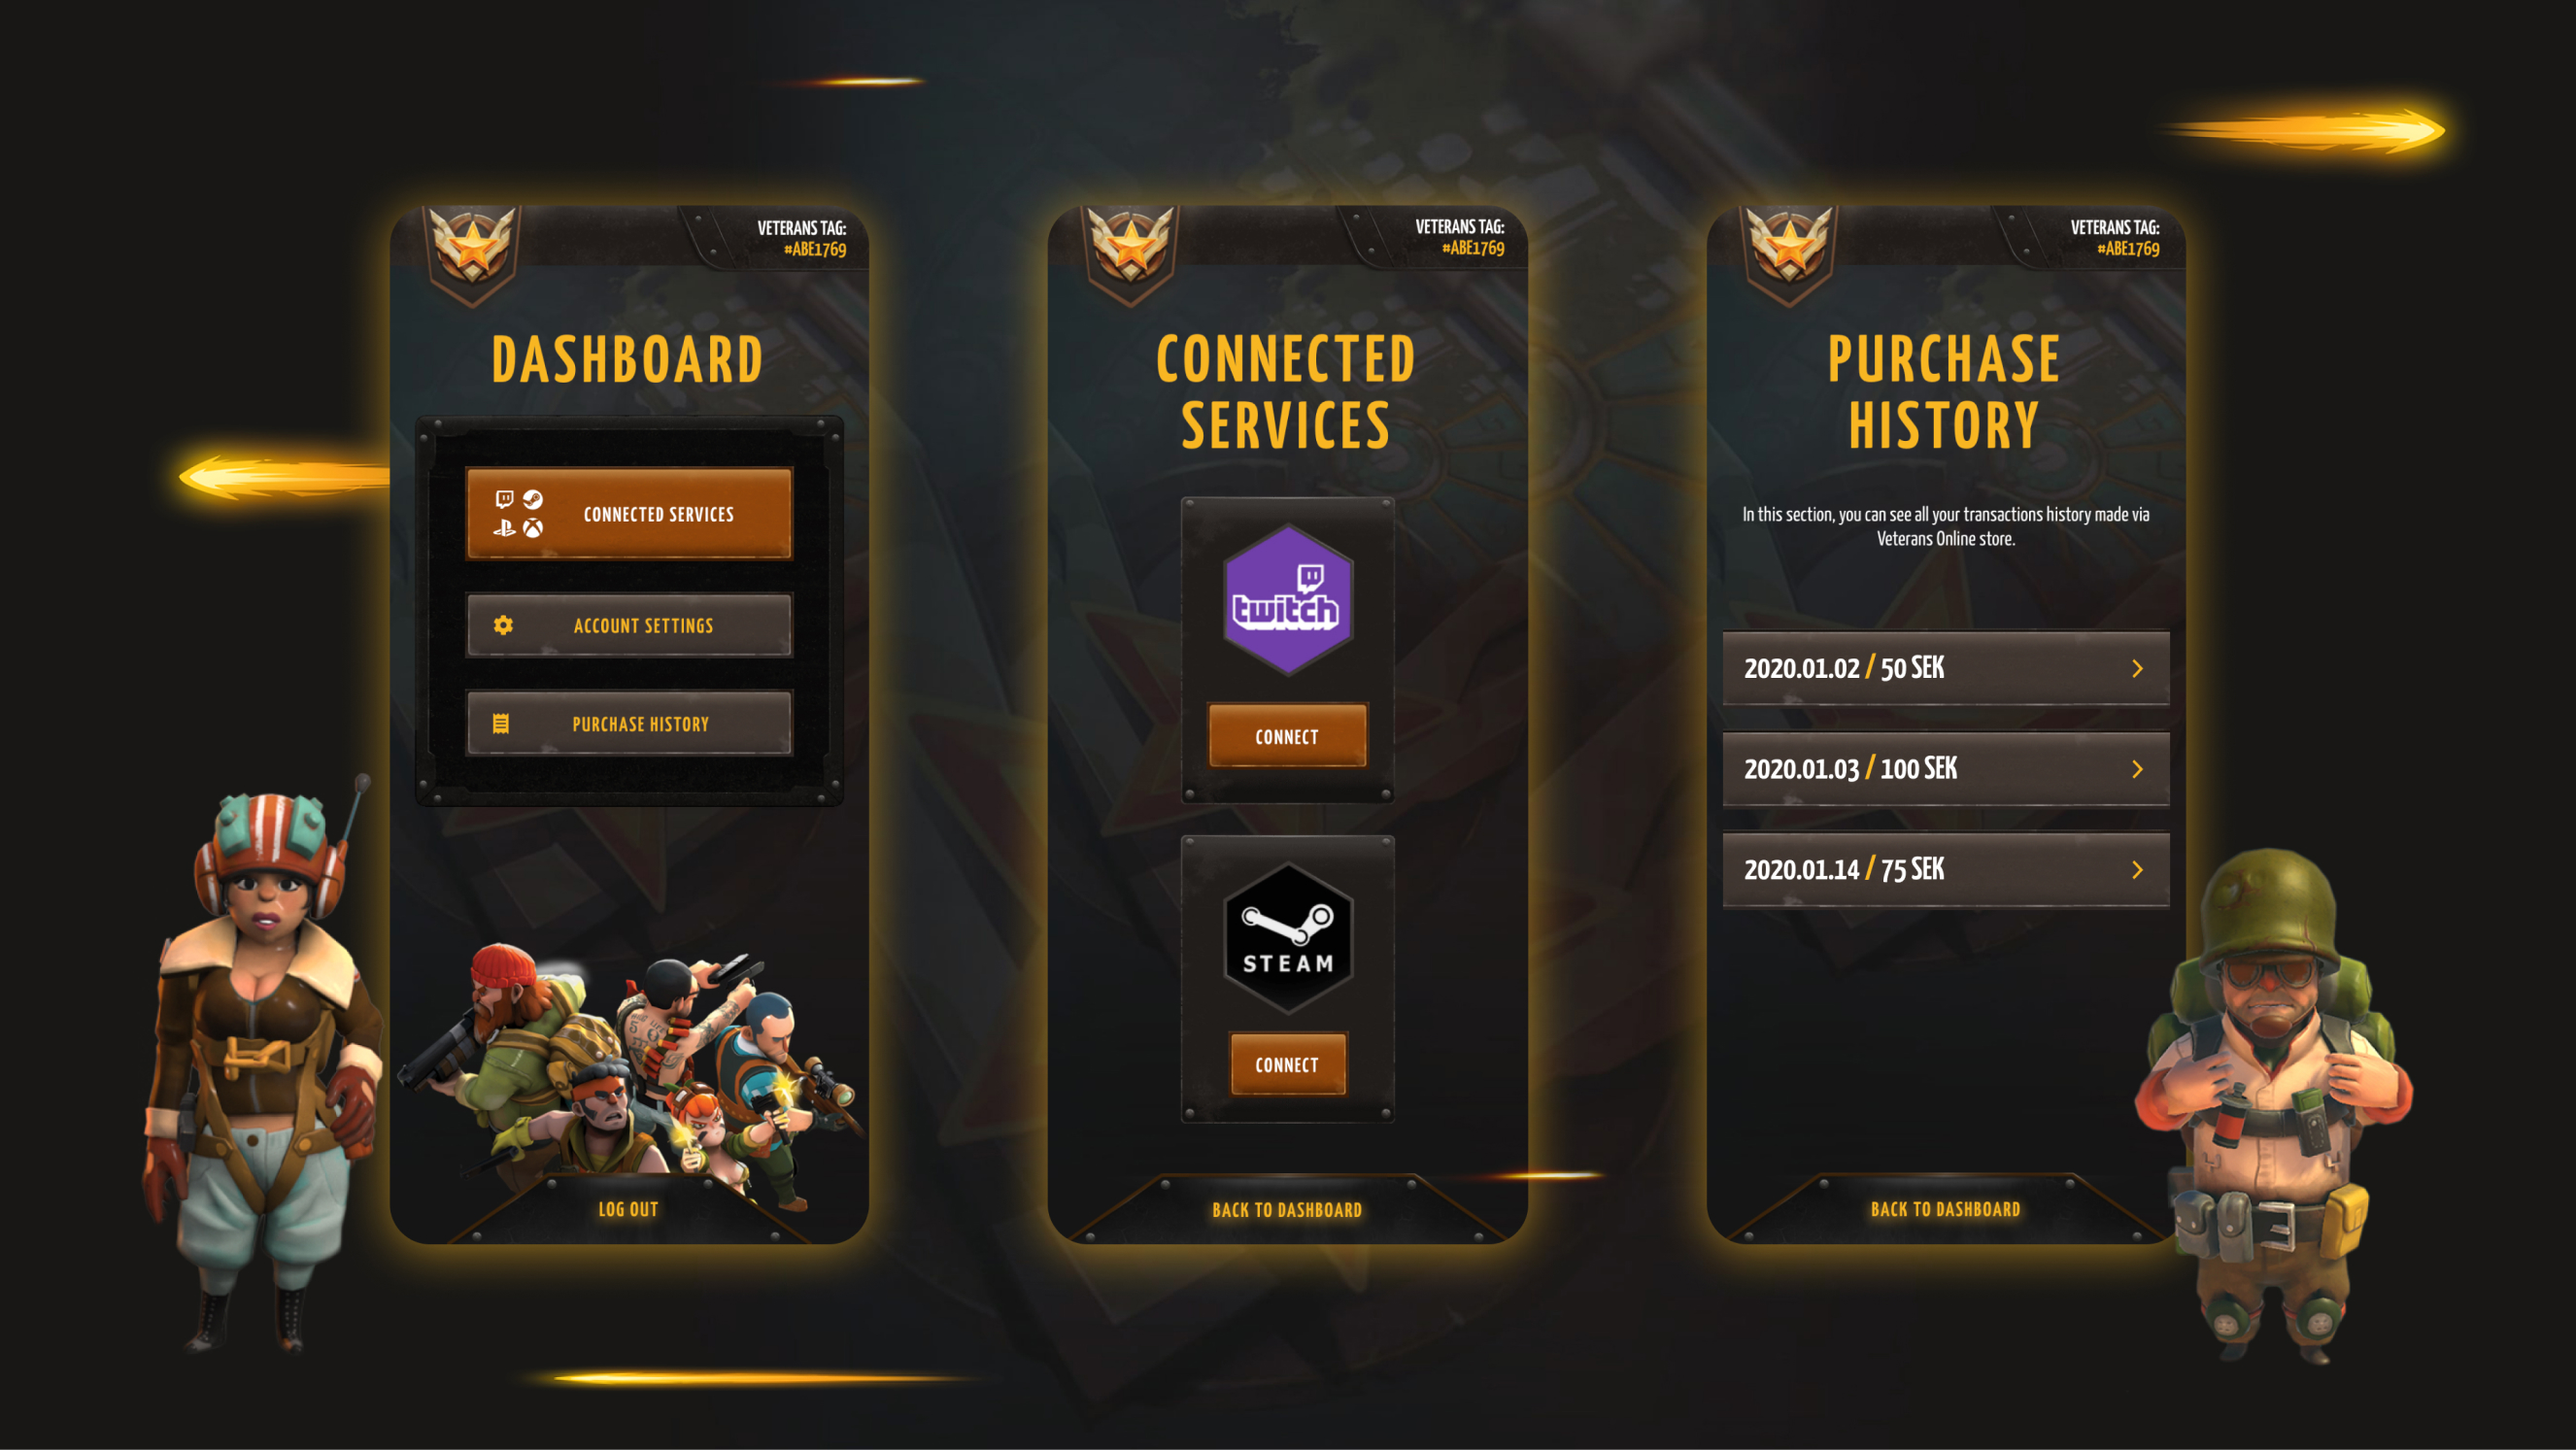 VETERANS TAG:
#ABE1769
DASHBOARD
CONNECTED SERVICES
ACCOUNT SETTINGS
PURCHASE HISTORY
LOG OUT
VETERANS TAG:
#ABE1769
CONNECTED
SERVICES
twitch
CONNECT
STEAM
CONNECT
BACK TO DASHBOARD
VETERANS TAG:
#ABE1769
PURCHASE
HISTORY
In this section, you can see all your transactions history made via
Veterans Online store.
2020.01.02 / 50 SEK
2020.01.03 / 100 SEK
2020.01.14 / 75 SEK
BACK TO DASHBOARD